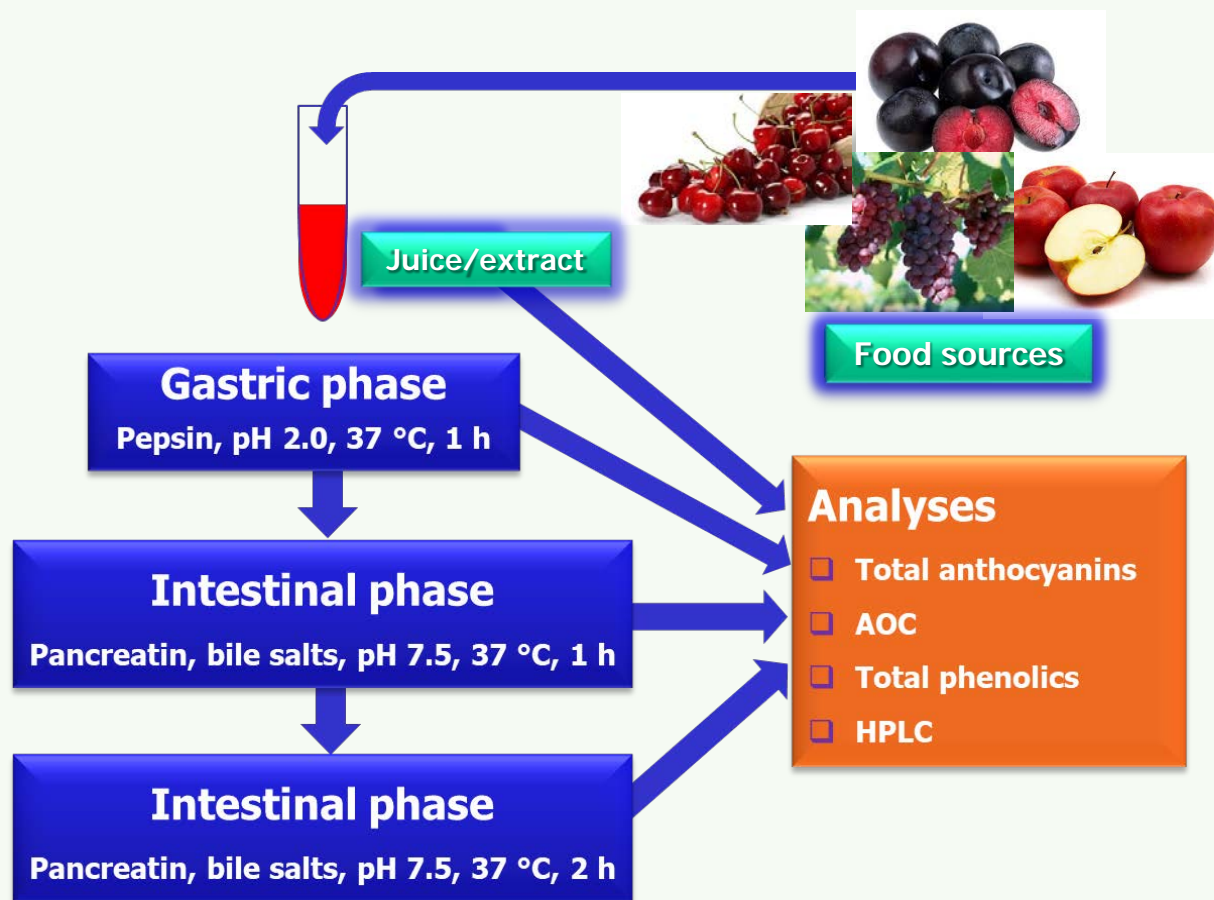 Juice/extract
Food sources
Gastric phase
Pepsin, pH 2.0, 37 °C, 1 h
Intestinal phase
Pancreatin, bile salts, pH 7.5, 37 °C, 1 h
Intestinal phase
Pancreatin, bile salts, pH 7.5, 37 °C, 2 h
Analyses
❑ Total anthocyanins
❑ AOC
❑ Total phenolics
❑ HPLC